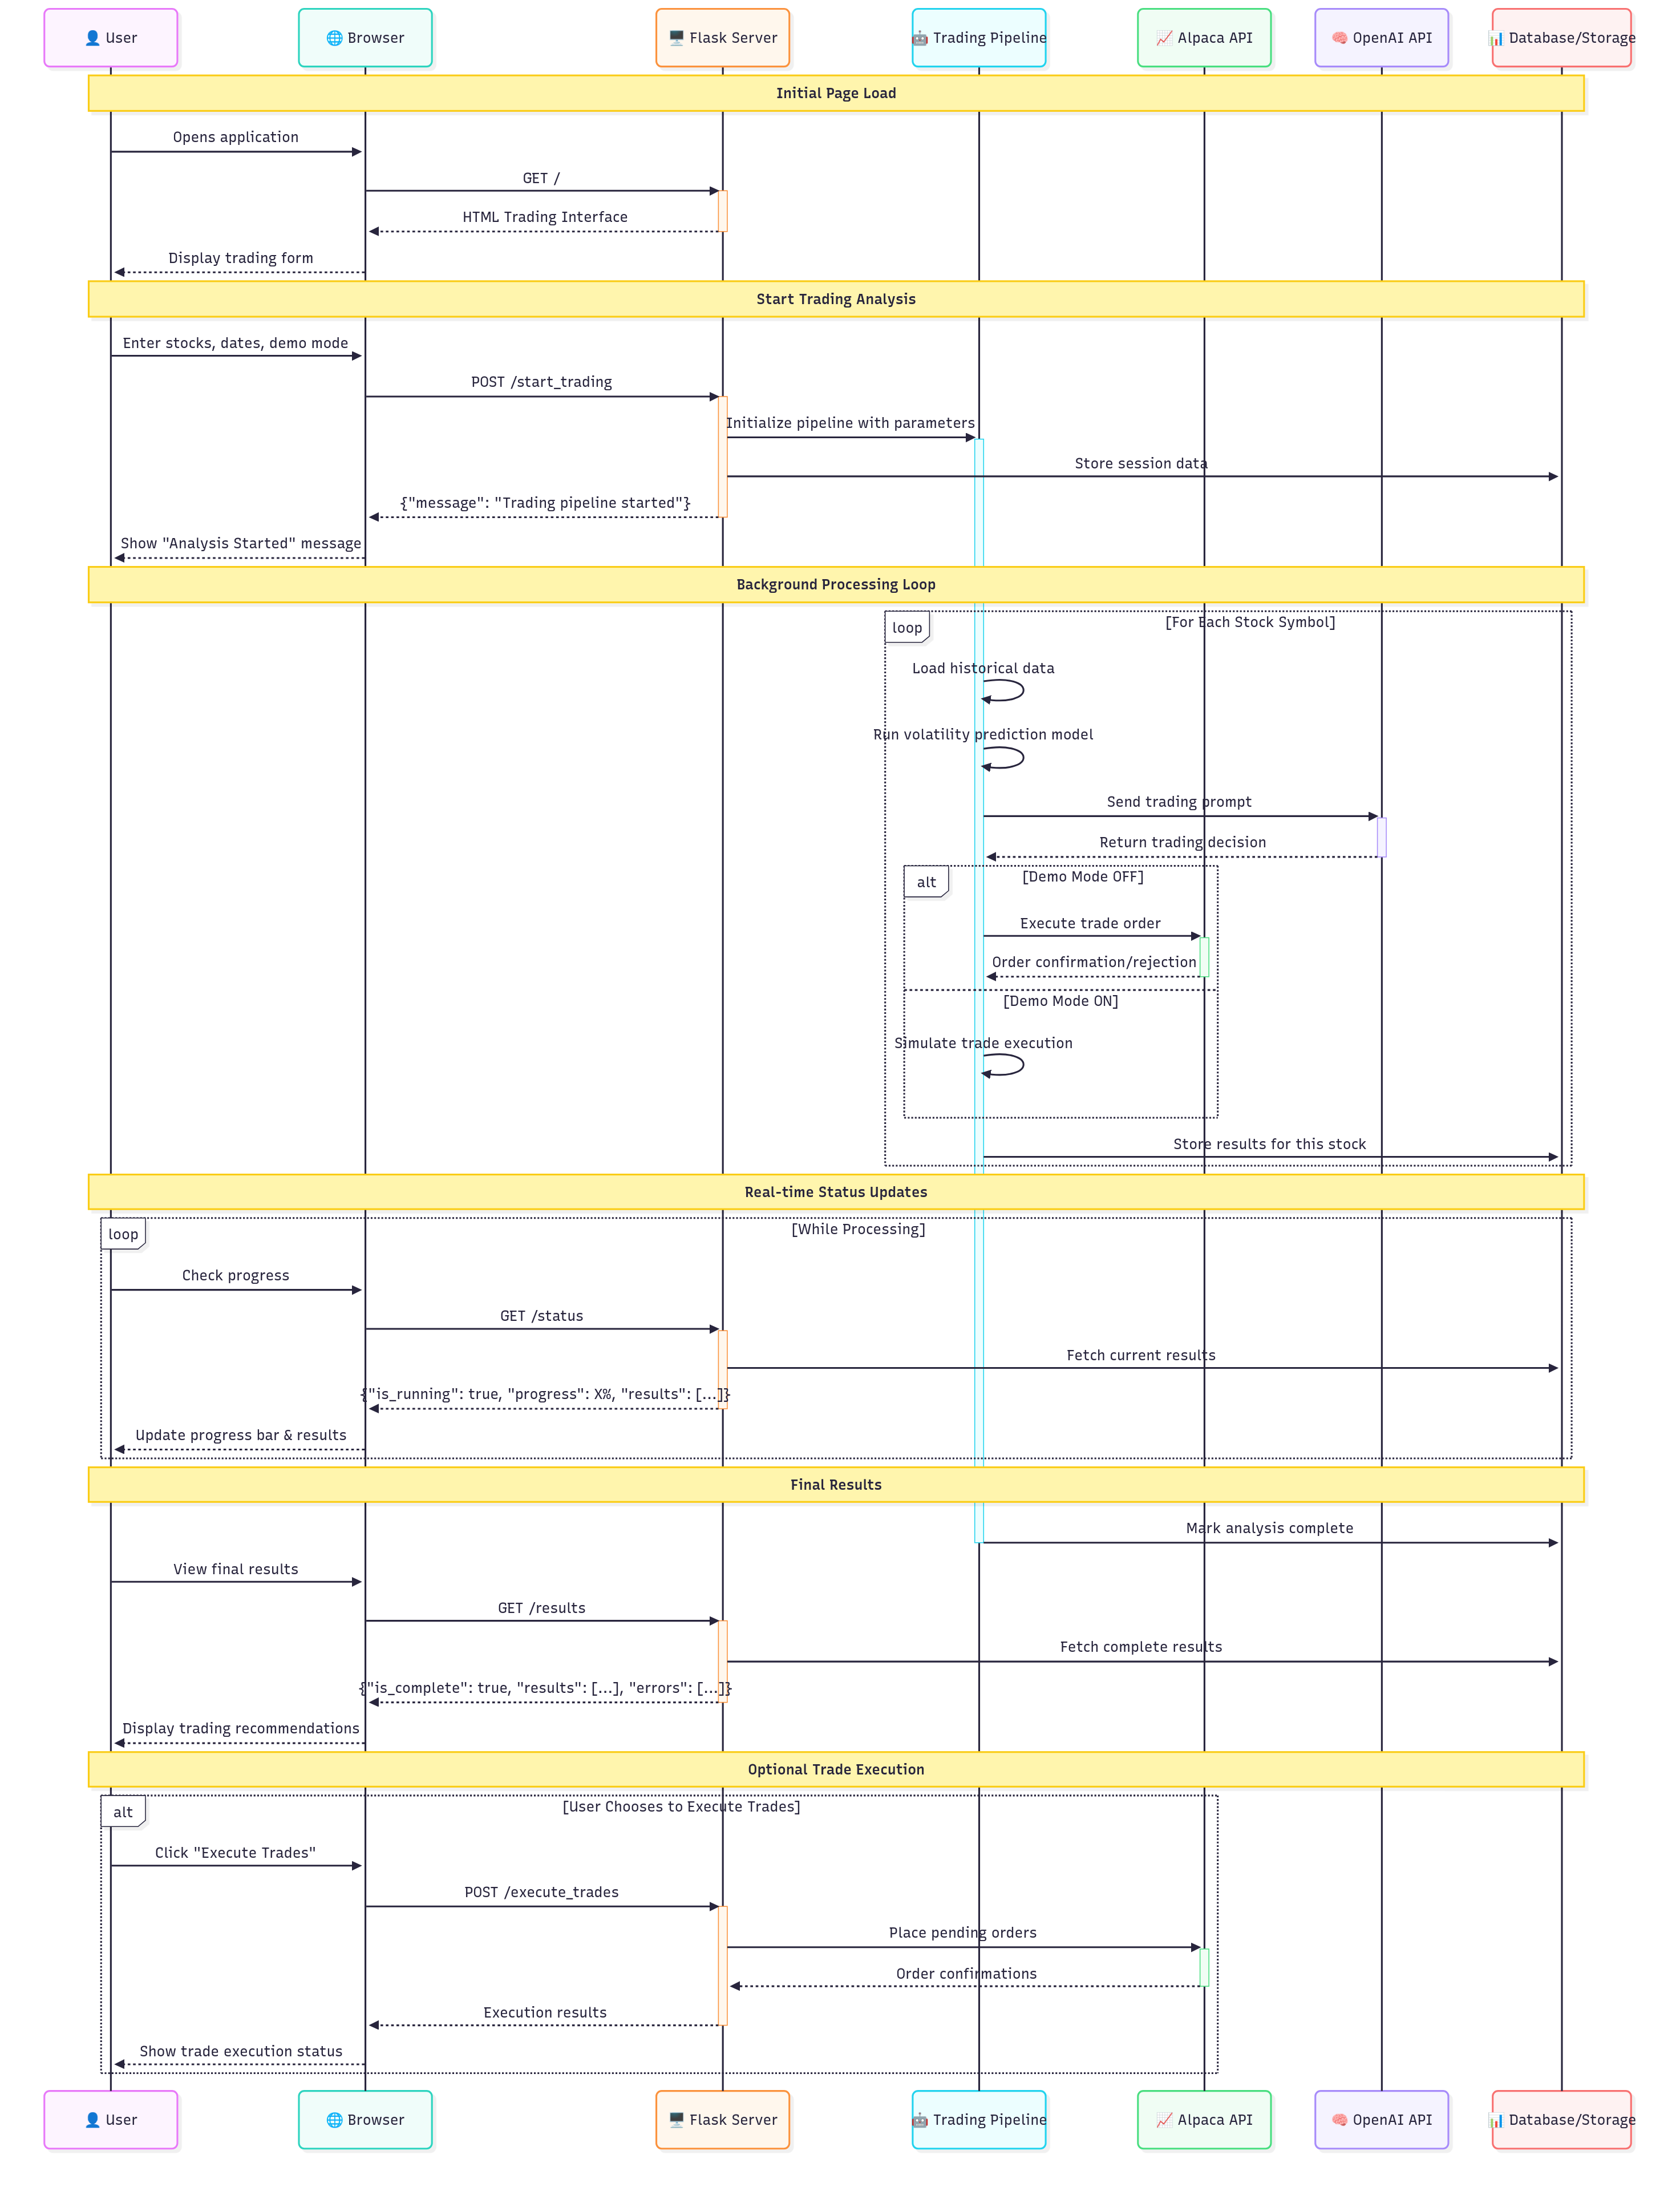 👤 User
🌐 Browser
🖥️ Flask Server
🤖 Trading Pipeline
📈 Alpaca API
🧠 OpenAI API
📊 Database/Storage
Initial Page Load
Opens application
GET /
HTML Trading Interface
Display trading form
Start Trading Analysis
Enter stocks, dates, demo mode
POST /start_trading
Initialize pipeline with parameters
Store session data
{"message": "Trading pipeline started"}
Show "Analysis Started" message
Background Processing Loop
loop
[For Each Stock Symbol]
Load historical data
Run volatility prediction model
Send trading prompt
Return trading decision
alt
[Demo Mode OFF]
Execute trade order
Order confirmation/rejection
[Demo Mode ON]
Simulate trade execution
Store results for this stock
Real-time Status Updates
loop
[While Processing]
Check progress
GET /status
Fetch current results
{"is_running": true, "progress": X%, "results": [...]}
Update progress bar & results
Final Results
Mark analysis complete
View final results
GET /results
Fetch complete results
{"is_complete": true, "results": [...], "errors": [...]}
Display trading recommendations
Optional Trade Execution
alt
[User Chooses to Execute Trades]
Click "Execute Trades"
POST /execute_trades
Place pending orders
Order confirmations
Execution results
Show trade execution status
👤 User
🌐 Browser
🖥️ Flask Server
🤖 Trading Pipeline
📈 Alpaca API
🧠 OpenAI API
📊 Database/Storage